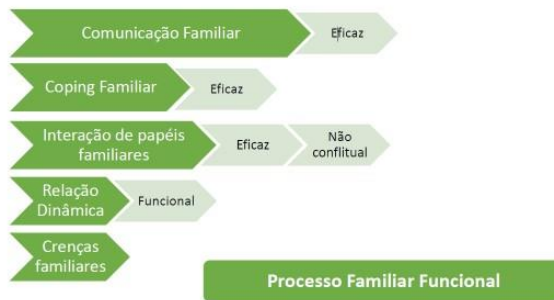 Comunicação Familiar
Eficaz
Coping Familiar
Eficaz
Interação de papéis
familiares
Eficaz
Não
conflitual
Relação
Dinâmica
Funcional
Crenças
familiares
Processo Familiar Funcional